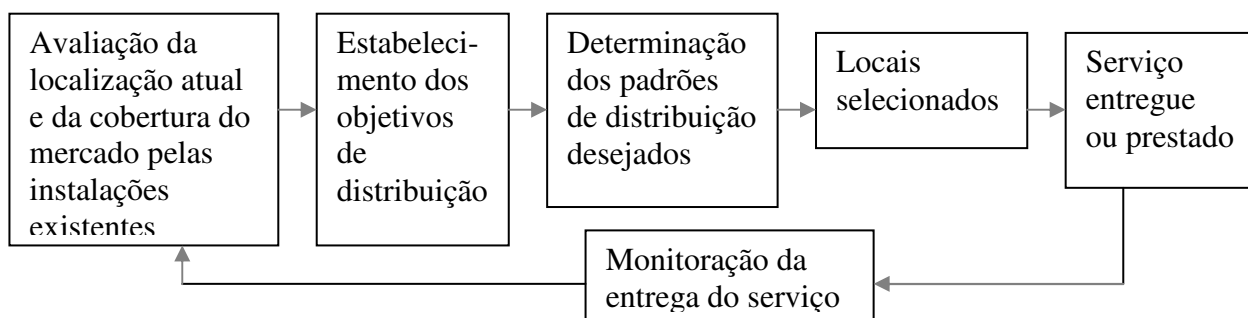 Avaliação da
localização atual
e da cobertura do
mercado pelas
instalações
existentes
Estabeleci-
mento dos
objetivos
de
distribuição
Determinação
dos padrões
de distribuição
desejados
Locais
selecionados
Serviço
entregue
ou prestado
Monitoração da
entrega do serviço